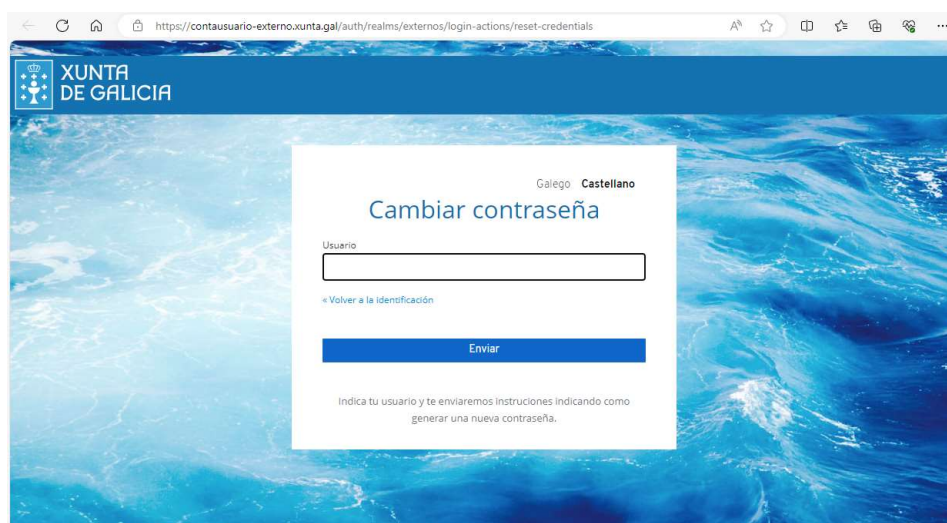 https://contausuario-externo.xunta.gal/auth/realms/externos/login-actions/reset-credentials
XUNTA
DE GALICIA
Galego Castellano
Cambiar contraseña
Usuario
« Volver a la identificación
Enviar
Indica tu usuario y te enviaremos instruciones indicando como
generar una nueva contraseña.